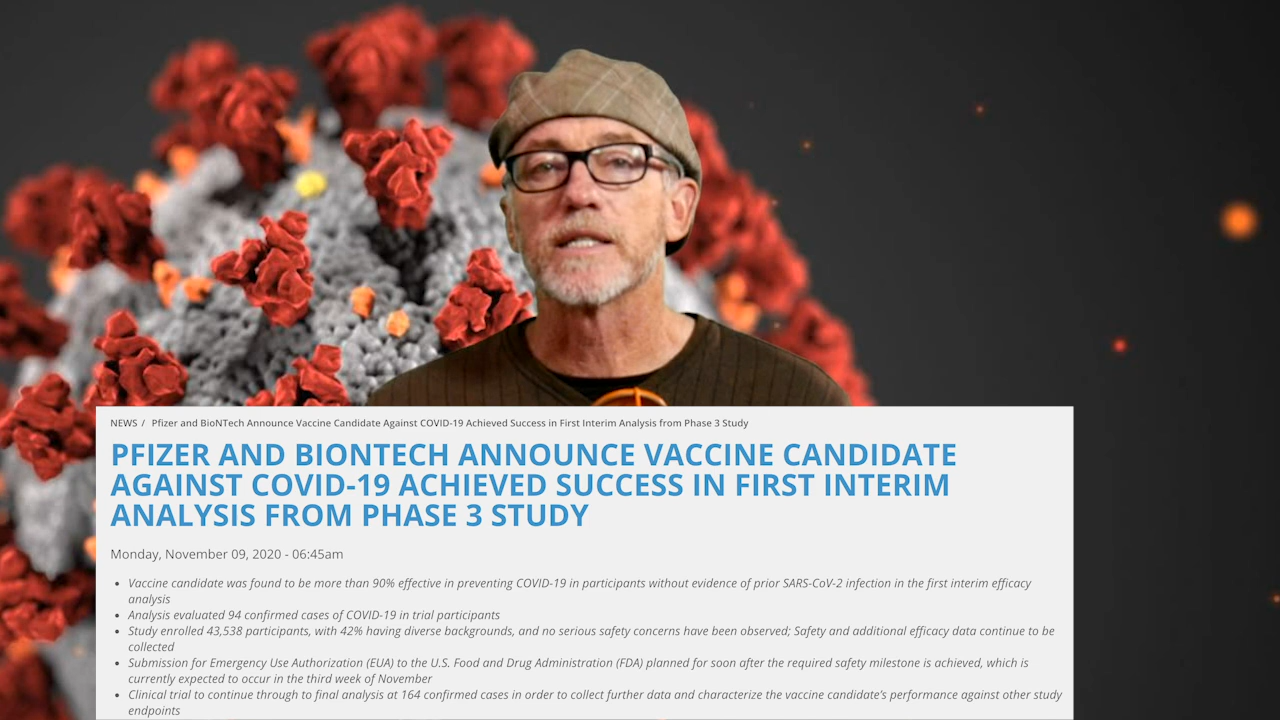 NEWS / Pfizer and BioNTech Announce Vaccine Candidate Against COVID-19 Achieved Success in First Interim Analysis from Phase 3 Study
PFIZER AND BIONTECH ANNOUNCE VACCINE CANDIDATE
AGAINST COVID-19 ACHIEVED SUCCESS IN FIRST INTERIM
ANALYSIS FROM PHASE 3 STUDY
Monday, November 09, 2020 - 06:45am
• Vaccine candidate was found to be more than 90% effective in preventing COVID-19 in participants without evidence of prior SARS-CoV-2 infection in the first interim efficacy
analysis
• Analysis evaluated 94 confirmed cases of COVID-19 in trial participants
• Study enrolled 43,538 participants, with 42% having diverse backgrounds, and no serious safety concerns have been observed; Safety and additional efficacy data continue to be
collected
• Submission for Emergency Use Authorization (EUA) to the U.S. Food and Drug Administration (FDA) planned for soon after the required safety milestone is achieved, which is
currently expected to occur in the third week of November
• Clinical trial to continue through to final analysis at 164 confirmed cases in order to collect further data and characterize the vaccine candidate's performance against other study
endpoints